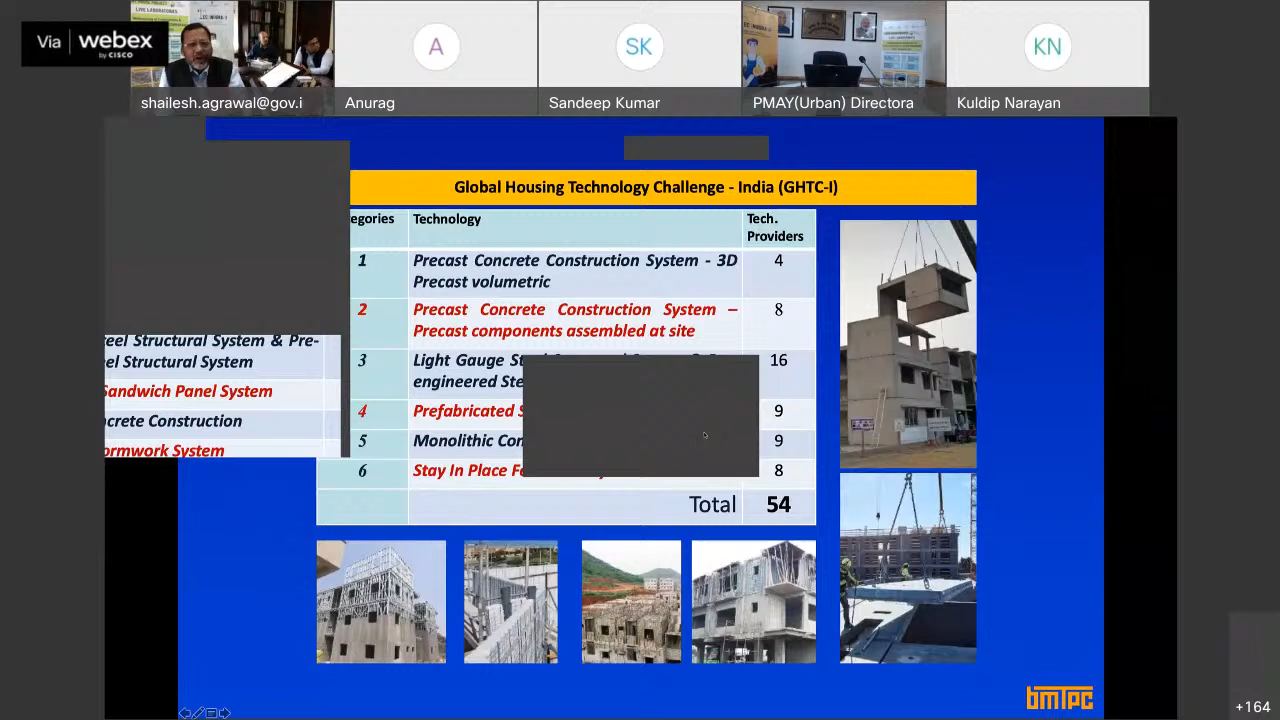 Via webex
by CISCO
shailesh.agrawal@gov.i
Anurag
A
Sandeep Kumar
SK
PMAY(Urban) Directora
Kuldip Narayan
KN
Global Housing Technology Challenge - India (GHTC-I)
egories Technology Tech. Providers
1 Precast Concrete Construction System - 3D Precast volumetric 4
2 Precast Concrete Construction System – Precast components assembled at site 8
3 Light Gauge engineered 16
4 Prefabricated 9
5 Monolithic 9
6 Stay In Place 8
Total 54
Structural System & Pre-
el Structural System
Sandwich Panel System
ncrete Construction
ormwork System
bmTPC
+164